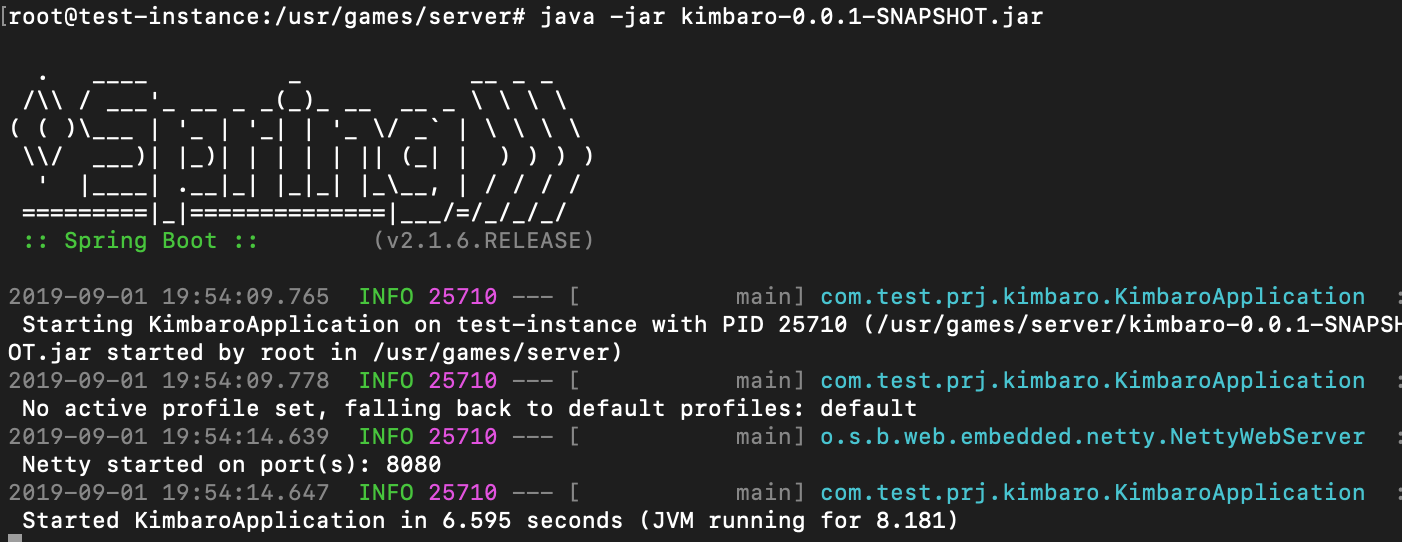 [root@test-instance:/usr/games/server# java -jar kimbaro-0.0.1-SNAPSHOT.jar
  .   ____          _            __ _ _
 /\\ / ___'_ __ _ _(_)_ __  __ _ \ \ \ \
( ( )\___ | '_ | '_| | '_ \/ _` | \ \ \ \
 \\/  ___)| |_)| | | | | || (_| |  ) ) ) )
  '  |____| .__|_| |_|_| |_\__, | / / / /
 =========|_|==============|___/=/_/_/_/
 :: Spring Boot ::        (v2.1.6.RELEASE)
2019-09-01 19:54:09.765  INFO 25710 --- [           main] com.test.prj.kimbaro.KimbaroApplication  :
 Starting KimbaroApplication on test-instance with PID 25710 (/usr/games/server/kimbaro-0.0.1-SNAPSH
OT.jar started by root in /usr/games/server)
2019-09-01 19:54:09.778  INFO 25710 --- [           main] com.test.prj.kimbaro.KimbaroApplication  :
 No active profile set, falling back to default profiles: default
2019-09-01 19:54:14.639  INFO 25710 --- [           main] o.s.b.web.embedded.netty.NettyWebServer  :
 Netty started on port(s): 8080
2019-09-01 19:54:14.647  INFO 25710 --- [           main] com.test.prj.kimbaro.KimbaroApplication  :
 Started KimbaroApplication in 6.595 seconds (JVM running for 8.181)